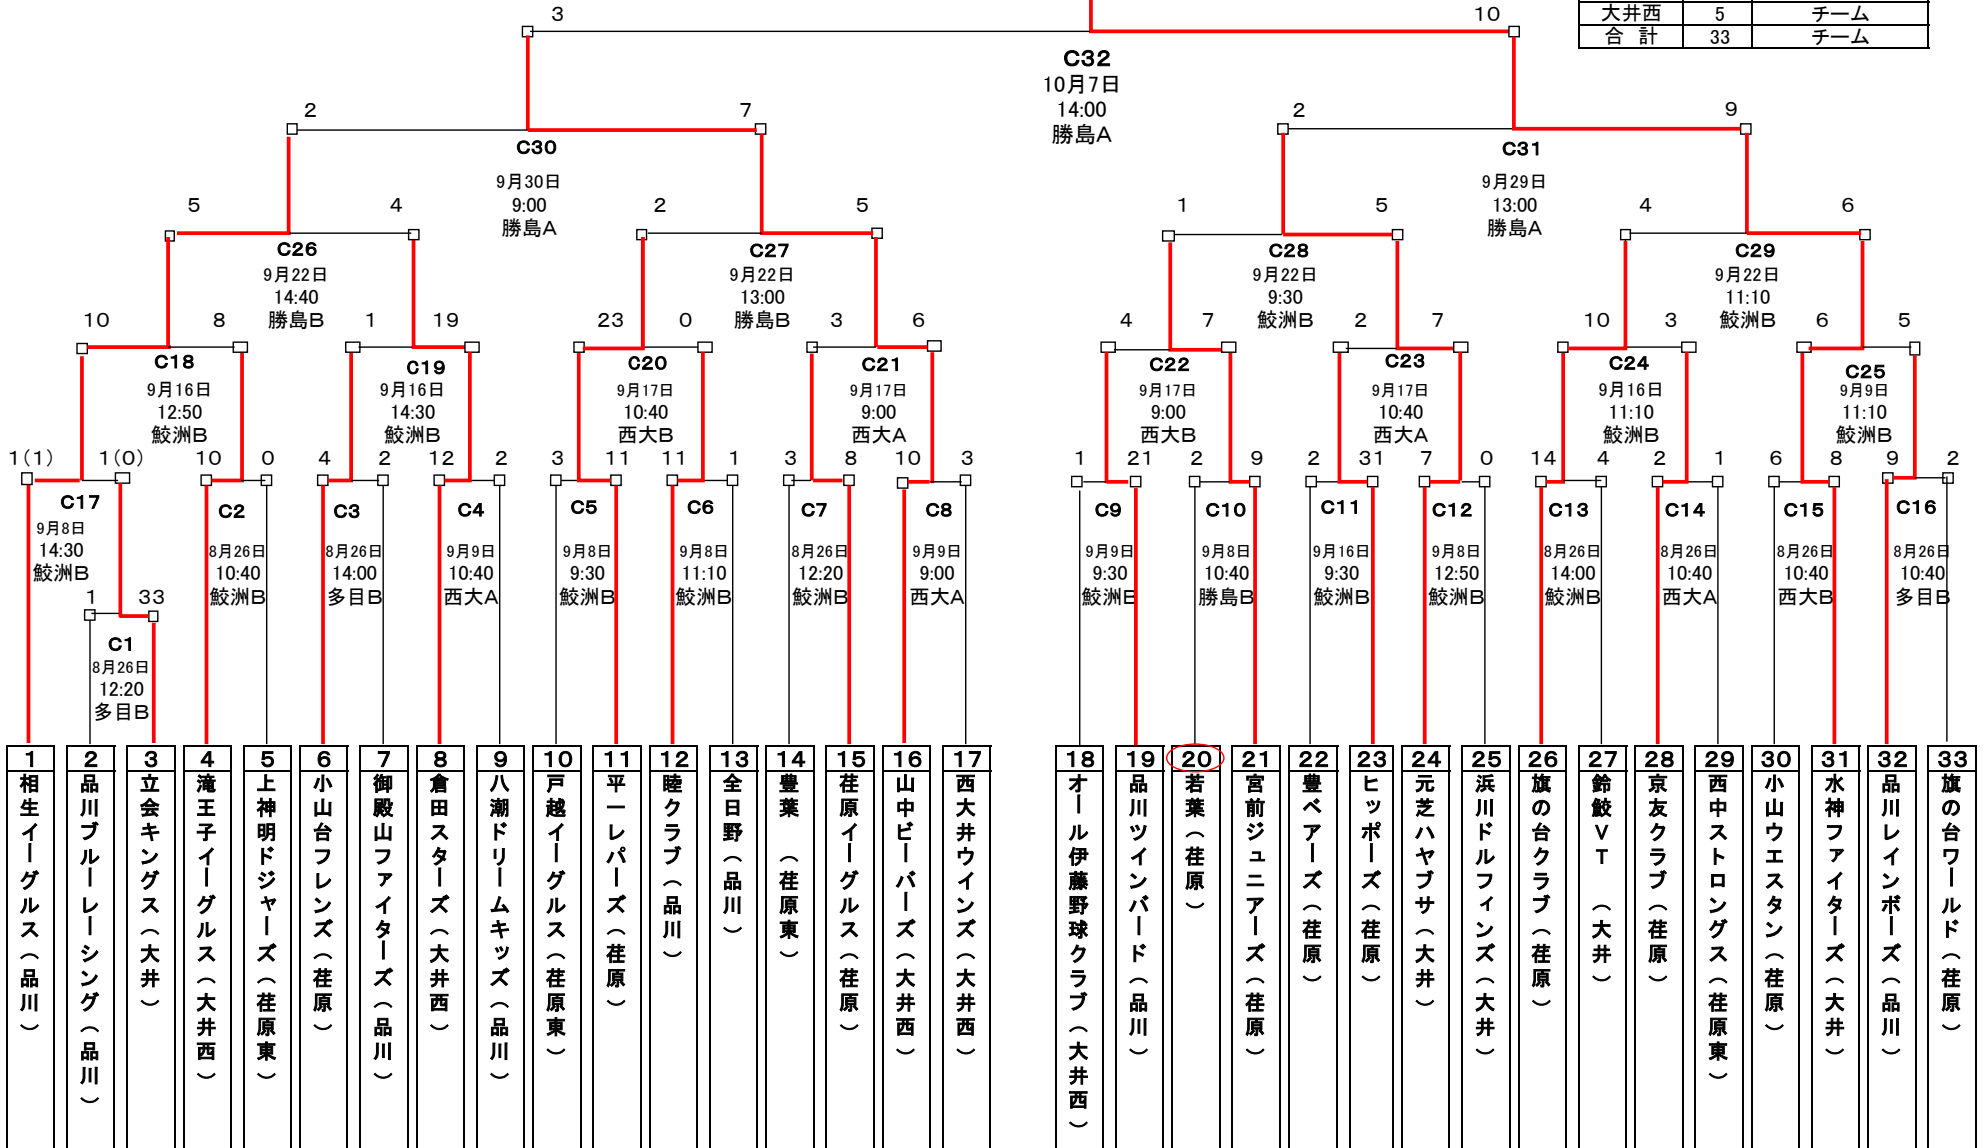 3
10
大井西 5 チーム
合 計 33 チーム
C32
10月7日
14:00
勝島A
2
7
2
9
C30
9月30日
9:00
勝島A
C31
9月29日
13:00
勝島A
5
4
2
5
1
5
4
6
C26
9月22日
14:40
勝島B
C27
9月22日
13:00
勝島B
C28
9月22日
9:30
鮫洲B
C29
9月22日
11:10
鮫洲B
10
8
1
19
23
0
3
6
4
7
2
7
10
3
6
5
C18
9月16日
12:50
鮫洲B
C19
9月16日
14:30
鮫洲B
C20
9月17日
10:40
西大B
C21
9月17日
9:00
西大A
C22
9月17日
9:00
西大B
C23
9月17日
10:40
西大A
C24
9月16日
11:10
鮫洲B
C25
9月9日
11:10
鮫洲B
1(1)
1(0)
10
0
4
2
12
2
3
11
11
1
3
8
10
3
1
21
2
9
2
31
7
0
14
4
2
1
6
8
9
2
C17
9月8日
14:30
鮫洲B
C2
8月26日
10:40
鮫洲B
C3
8月26日
14:00
多目B
C4
9月9日
10:40
西大A
C5
9月8日
9:30
鮫洲B
C6
9月8日
11:10
鮫洲B
C7
8月26日
12:20
鮫洲B
C8
9月9日
9:00
西大A
C9
9月9日
9:30
鮫洲B
C10
9月8日
10:40
勝島B
C11
9月16日
9:30
鮫洲B
C12
9月8日
12:50
鮫洲B
C13
8月26日
14:00
鮫洲B
C14
8月26日
10:40
西大A
C15
8月26日
10:40
西大B
C16
8月26日
10:40
多目B
1
33
C1
8月26日
12:20
多目B
1
相生イーグルス(品川)
2
品川ブルーレーシング(品川)
3
立会キングス(大井)
4
滝王子イーグルス(大井西)
5
上神明ドジャーズ(荏原東)
6
小山台フレンズ(荏原)
7
御殿山ファイターズ(品川)
8
倉田スターズ(大井西)
9
八潮ドリームキッズ(品川)
10
戸越イーグルス(荏原東)
11
平一レパーズ(荏原)
12
睦クラブ(品川)
13
全日野(品川)
14
豊葉 (荏原東)
15
荏原イーグルス(荏原)
16
山中ビーバーズ(大井西)
17
西大井ウインズ(大井西)
18
オール伊藤野球クラブ(大井西)
19
品川ツインバード(品川)
20
若葉(荏原)
21
宮前ジュニアーズ(荏原)
22
豊ベアーズ(荏原)
23
ヒッポーズ(荏原)
24
元芝ハヤブサ(大井)
25
浜川ドルフィンズ(大井)
26
旗の台クラブ(荏原)
27
鈴鮫VT (大井)
28
京友クラブ(荏原)
29
西中ストロングス(荏原東)
30
小山ウエスタン(荏原)
31
水神ファイターズ(大井)
32
品川レインボーズ(品川)
33
旗の台ワールド(荏原)